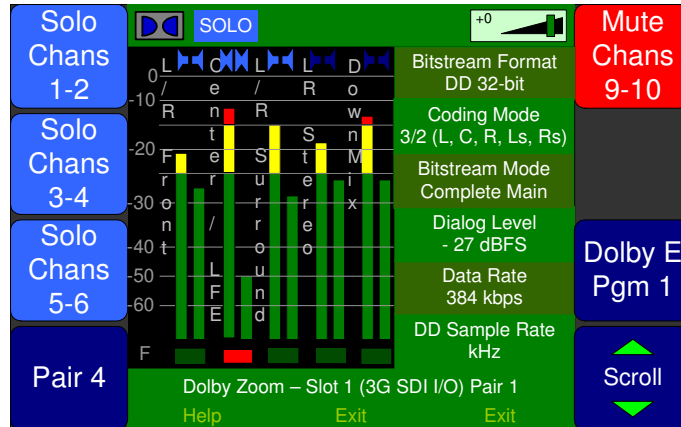 Solo
Chans
1-2
SOLO
+0
Mute
Chans
9-10
Solo
Chans
3-4
Solo
Chans
5-6
Pair 4
0
-10
-20
-30
-40
-50
-60
F
L/R Front
Center / LFE
L/R Surround
LR Stereo
DownMix
Bitstream Format
DD 32-bit
Coding Mode
3/2 (L, C, R, Ls, Rs)
Bitstream Mode
Complete Main
Dialog Level
- 27 dBFS
Data Rate
384 kbps
DD Sample Rate
kHz
Dolby E
Pgm 1
Scroll
Dolby Zoom – Slot 1 (3G SDI I/O) Pair 1
Help Exit Exit